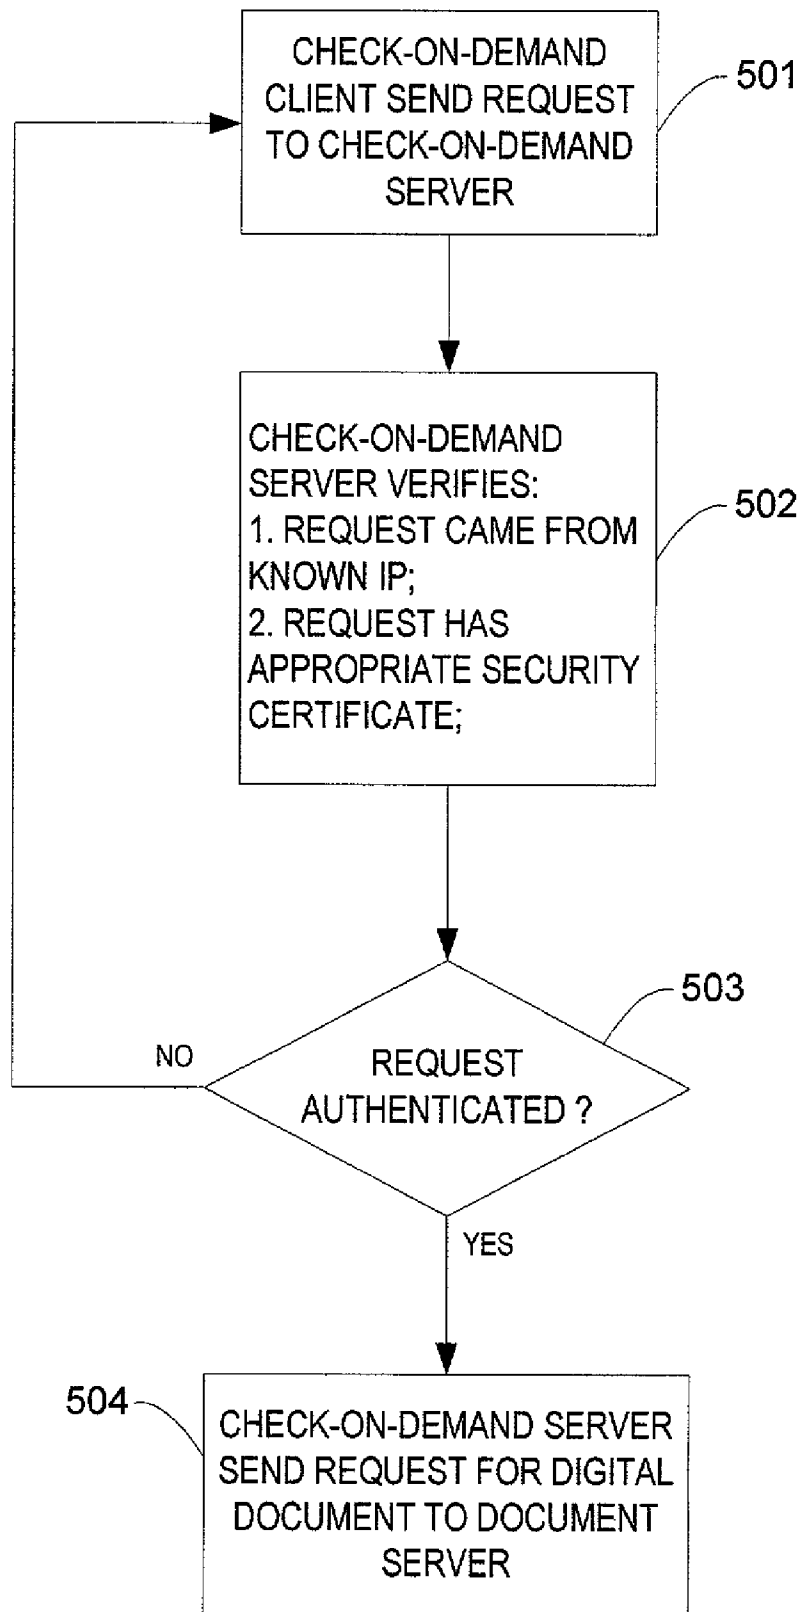 CHECK-ON-DEMAND
CLIENT SEND REQUEST
TO CHECK-ON-DEMAND
SERVER
501
CHECK-ON-DEMAND
SERVER VERIFIES:
1. REQUEST CAME FROM
KNOWN IP;
2. REQUEST HAS
APPROPRIATE SECURITY
CERTIFICATE;
502
503
NO
REQUEST
AUTHENTICATED ?
YES
504
CHECK-ON-DEMAND SERVER
SEND REQUEST FOR DIGITAL
DOCUMENT TO DOCUMENT
SERVER